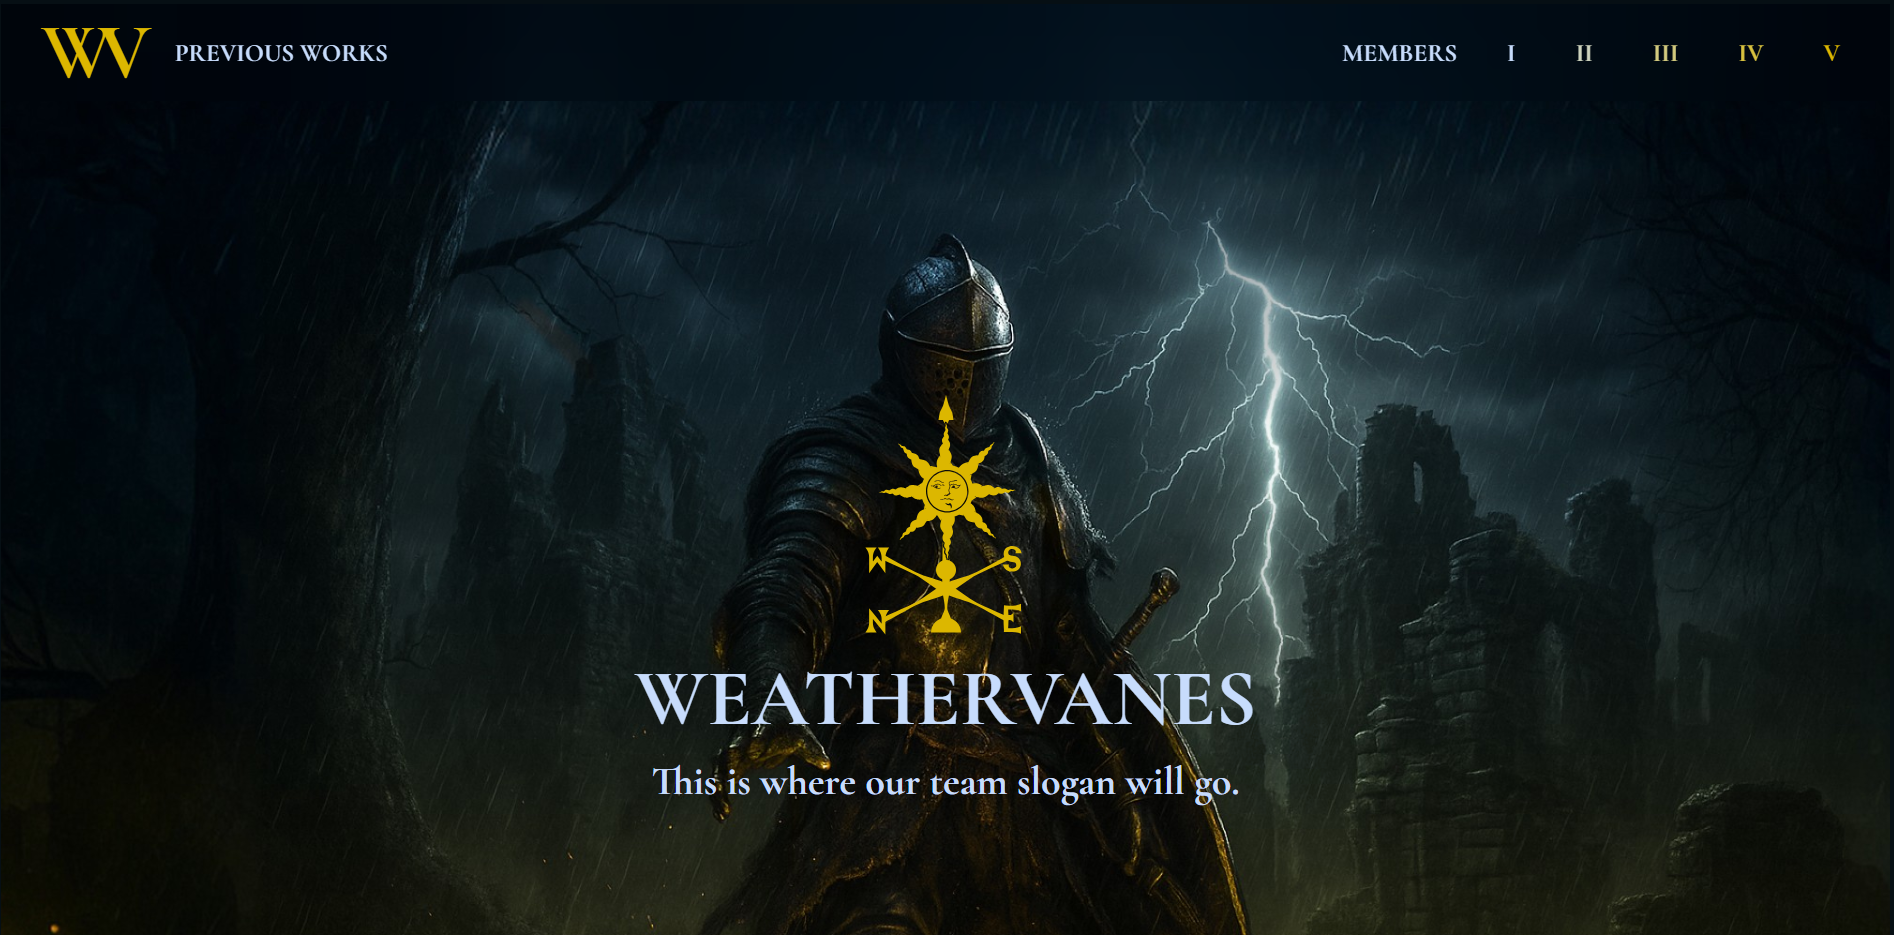 WV PREVIOUS WORKS MEMBERS I II III IV V
W S
N E
WEATHERVANES
This is where our team slogan will go.